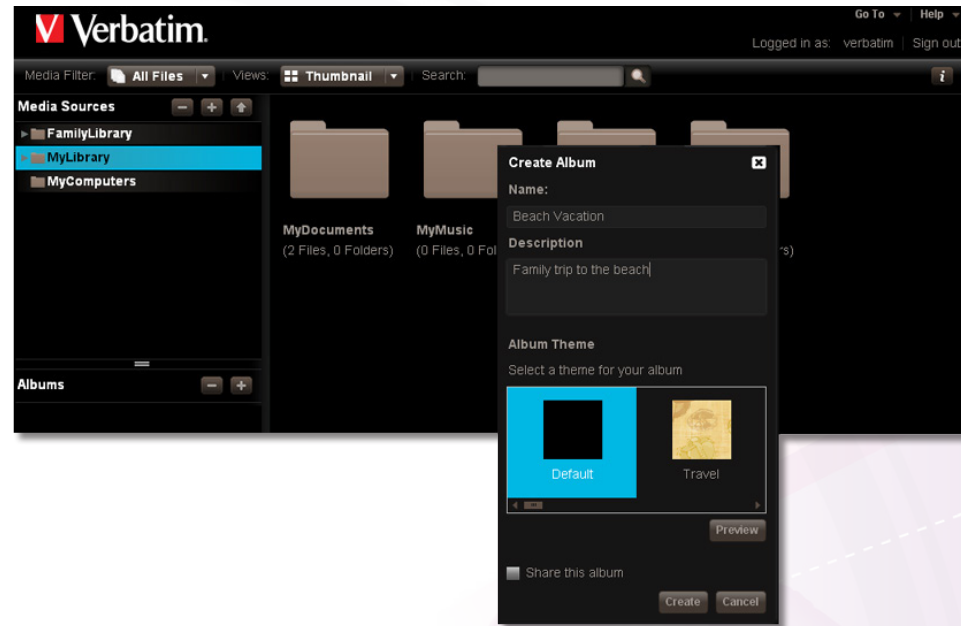 Verbatim.
Go To Help
Logged in as: verbatim Sign out
Media Filter: All Files Views: Thumbnail Search:
i
Media Sources
FamilyLibrary
MyLibrary
MyComputers
MyDocuments
(2 Files, 0 Folders)
MyMusic
(0 Files, 0 Fol
rs)
Albums
Create Album
Name:
Beach Vacation
Description
Family trip to the beach
Album Theme
Select a theme for your album
Default Travel
Preview
Share this album
Create Cancel